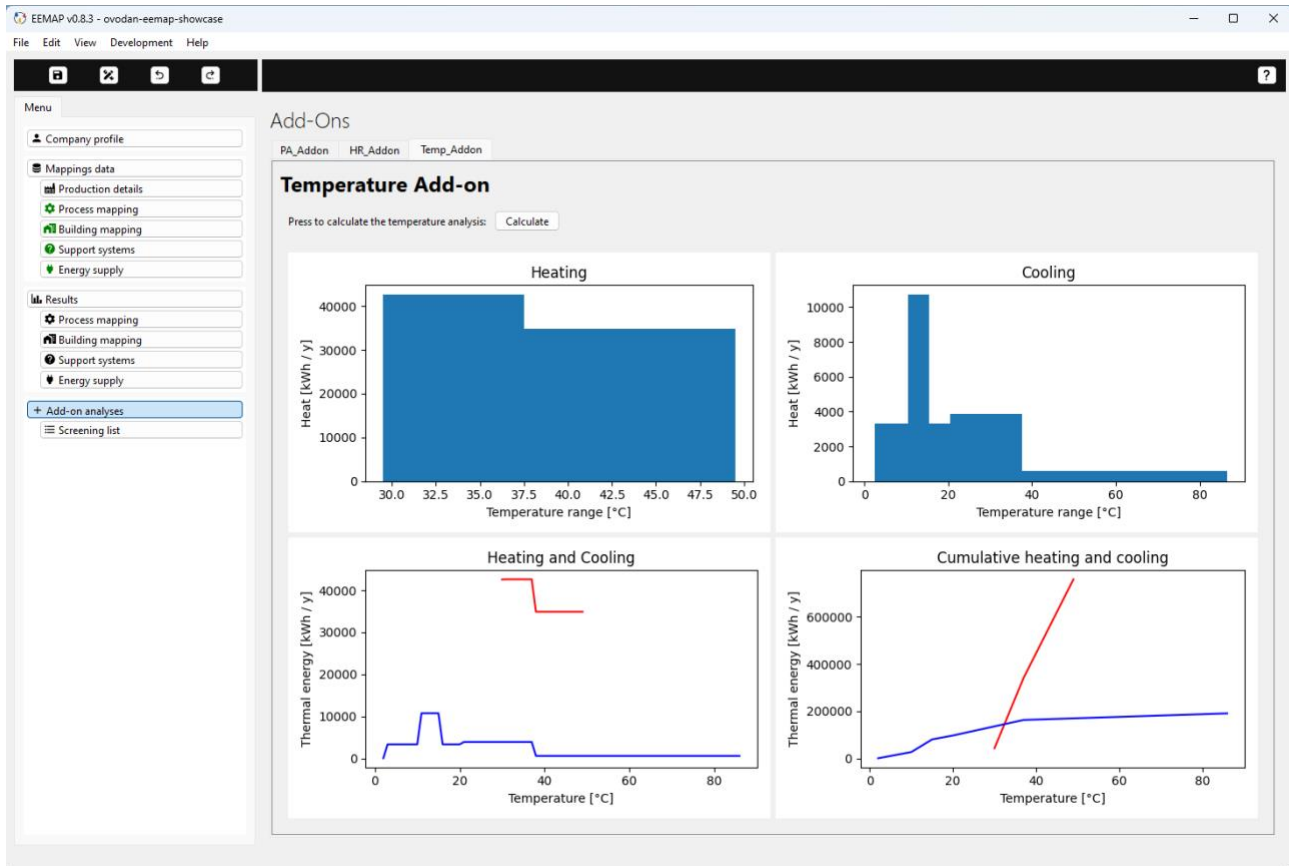 EEMAP v0.8.3 - ovodan-eemap-showcase
File Edit View Development Help
Menu
Company profile
Mappings data
Production details
Process mapping
Building mapping
Support systems
Energy supply
Results
Process mapping
Building mapping
Support systems
Energy supply
+ Add-on analyses
Screening list
?
Add-Ons
PA_Addon HR_Addon Temp_Addon
Temperature Add-on
Press to calculate the temperature analysis: Calculate
Heating
Heat [kWh / y]
40000
30000
20000
10000
0
30.0 32.5 35.0 37.5 40.0 42.5 45.0 47.5 50.0
Temperature range [°C]
Cooling
Heat [kWh / y]
10000
8000
6000
4000
2000
0
0 20 40 60 80
Temperature range [°C]
Heating and Cooling
Thermal energy [kWh / y]
40000
30000
20000
10000
0
0 20 40 60 80
Temperature [°C]
Cumulative heating and cooling
Thermal energy [kWh / y]
600000
400000
200000
0
0 20 40 60 80
Temperature [°C]